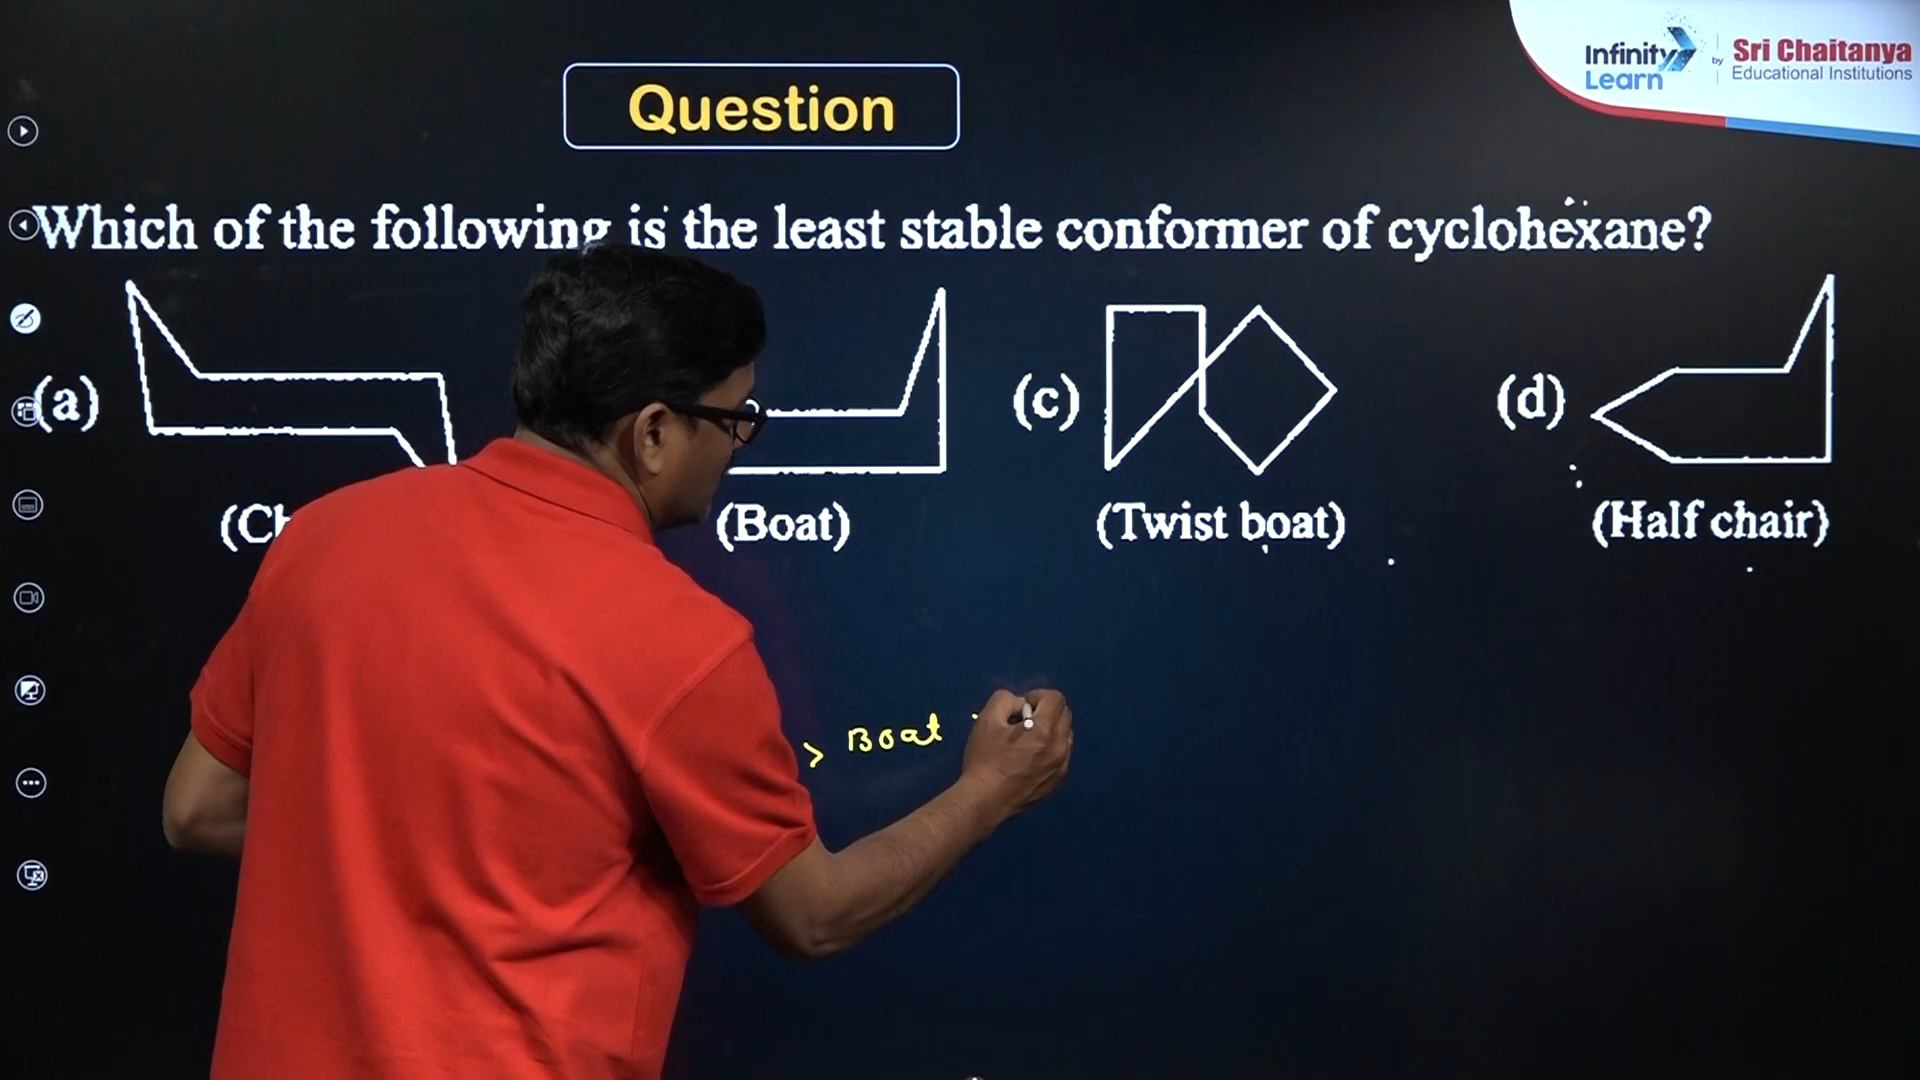 Infinity Learn by Sri Chaitanya Educational Institutions
Question
Which of the following is the least stable conformer of cyclohexane?
(a)
(c)
(d)
(Boat)
(Twist boat)
(Half chair)
> Boat